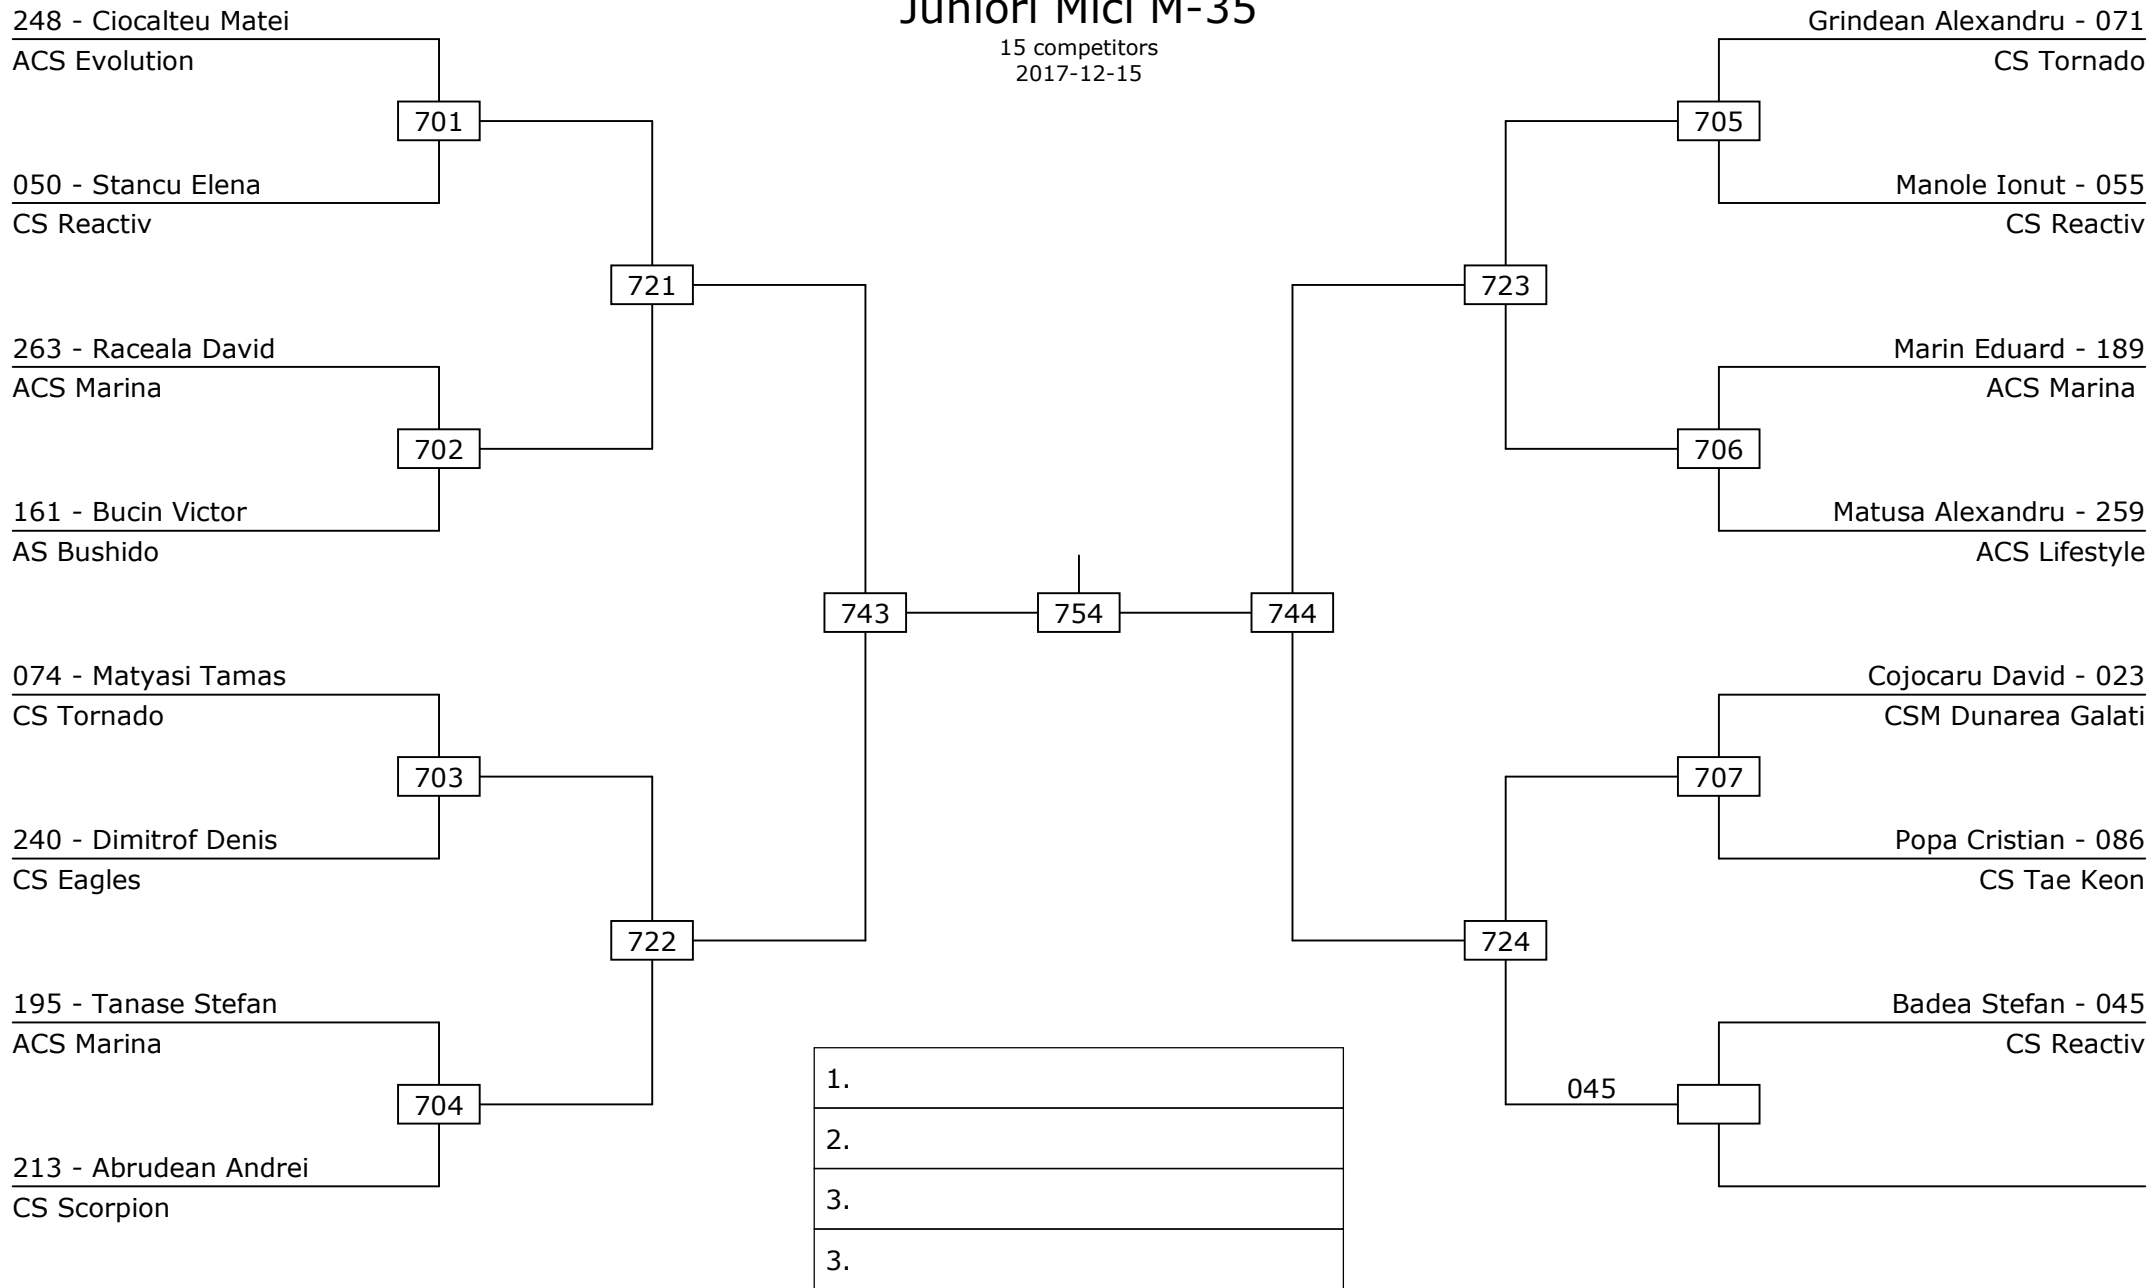 Juniori Mici M-35
15 competitors
2017-12-15
248 - Ciocalteu Matei
ACS Evolution
701
050 - Stancu Elena
CS Reactiv
721
263 - Raceala David
ACS Marina
702
161 - Bucin Victor
AS Bushido
743
074 - Matyasi Tamas
CS Tornado
703
240 - Dimitrof Denis
CS Eagles
722
195 - Tanase Stefan
ACS Marina
704
213 - Abrudean Andrei
CS Scorpion
754
Grindean Alexandru - 071
CS Tornado
705
Manole Ionut - 055
CS Reactiv
723
Marin Eduard - 189
ACS Marina
706
Matusa Alexandru - 259
ACS Lifestyle
744
Cojocaru David - 023
CSM Dunarea Galati
707
Popa Cristian - 086
CS Tae Keon
724
Badea Stefan - 045
CS Reactiv
045
1.
2.
3.
3.